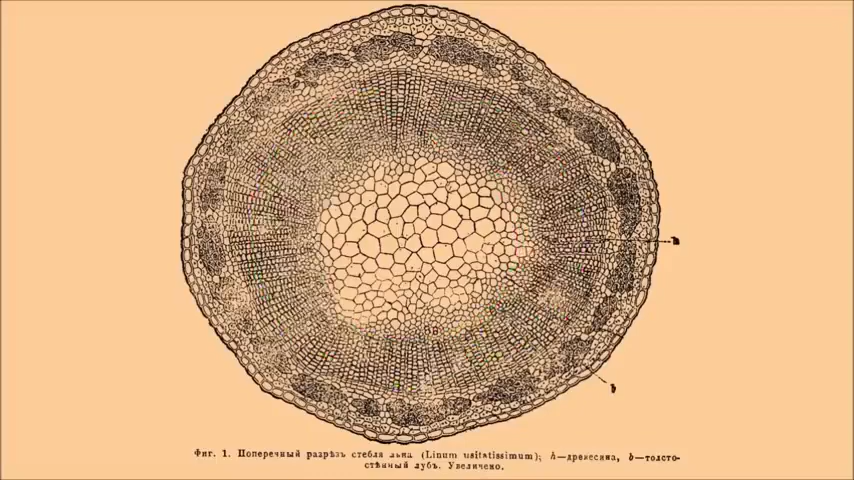 h
b
Фиг. 1. Поперечный разрѣзъ стебля льна (Linum usitatissimum); h—древесина, b—толсто-
стѣнный лубъ. Увеличено.